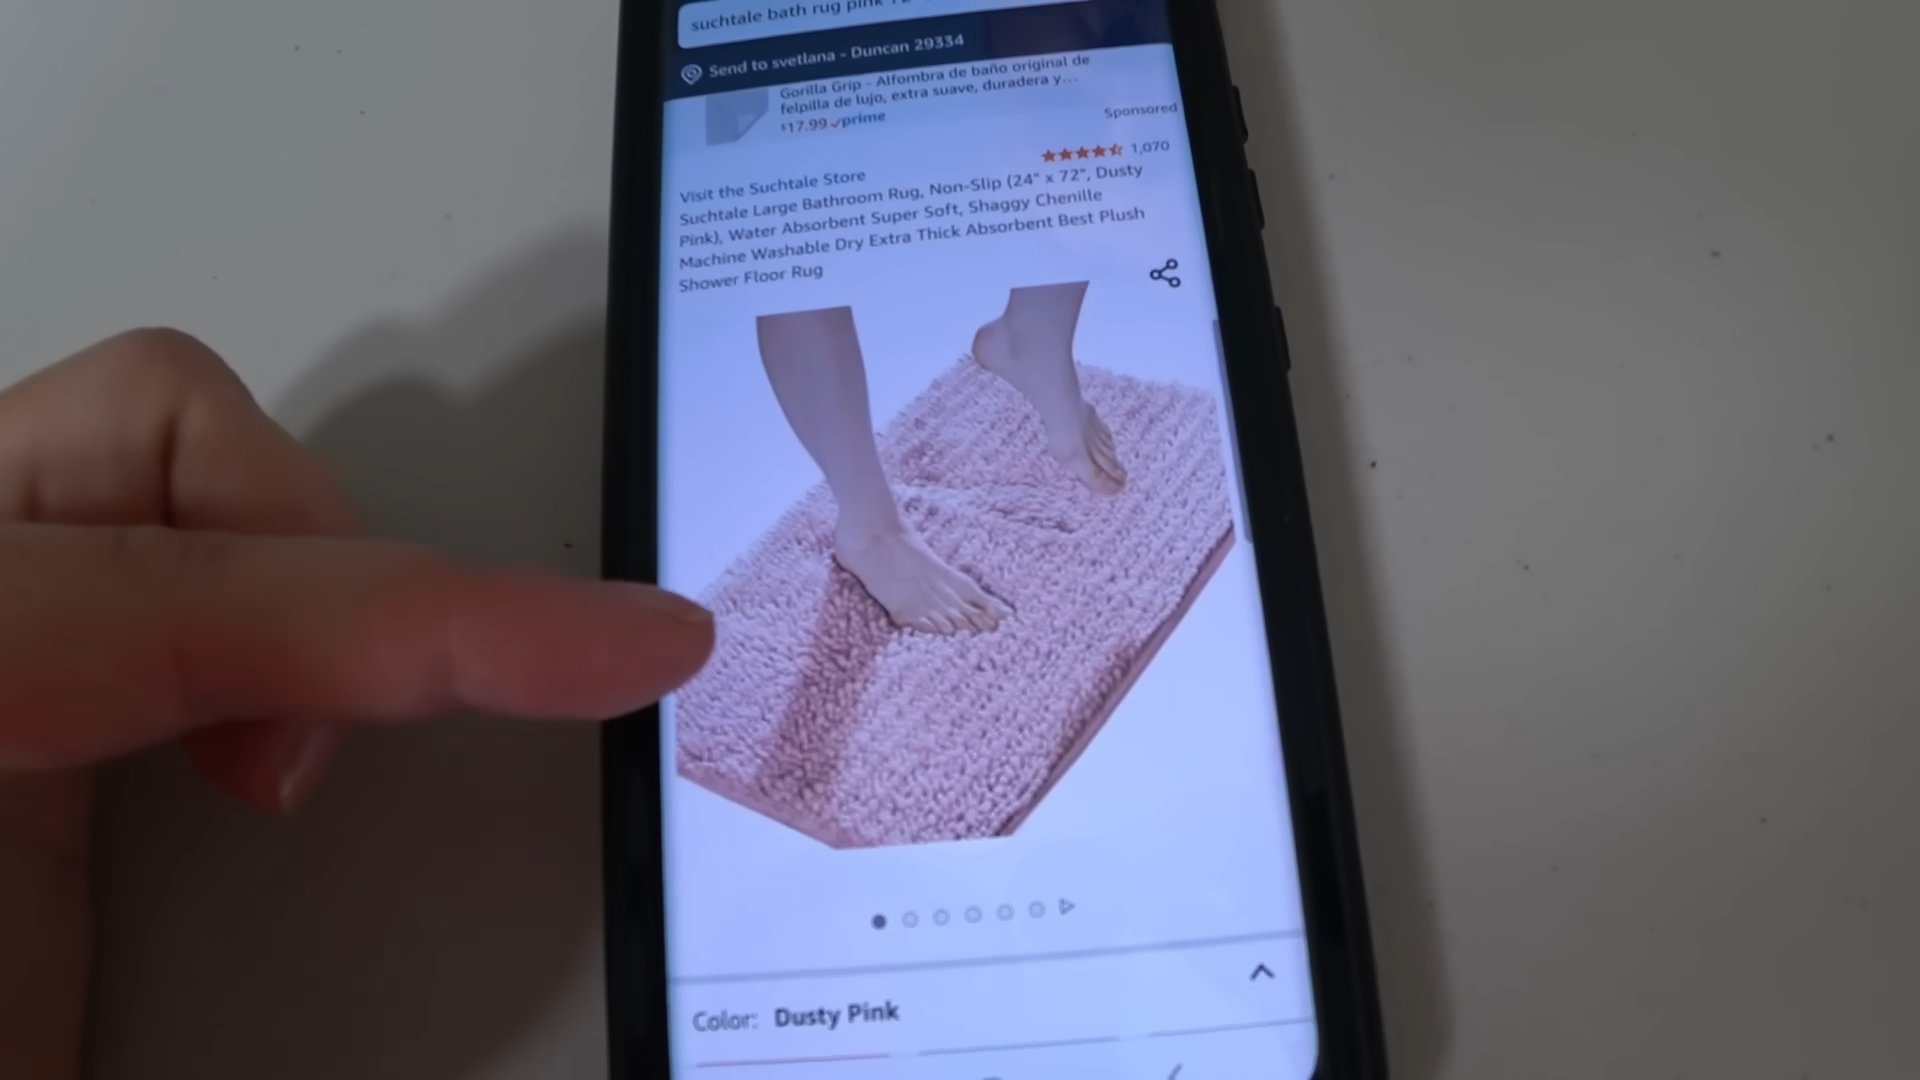 suchtale bath rug pink 72
Send to svetlana - Duncan 29334
Gorilla Grip - Alfombra de baño original de
felpilla de lujo, extra suave, duradera y...
$17.99 prime
Sponsored
1,070
Visit the Suchtale Store
Suchtale Large Bathroom Rug, Non-Slip (24" x 72", Dusty
Pink), Water Absorbent Super Soft, Shaggy Chenille
Machine Washable Dry Extra Thick Absorbent Best Plush
Shower Floor Rug
Color: Dusty Pink